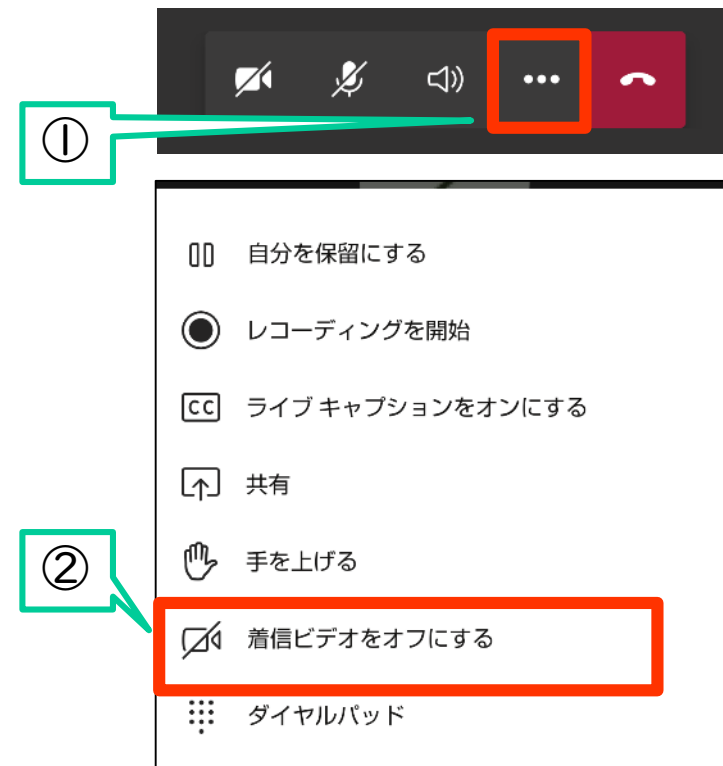 ①
自分を保留にする
レコーディングを開始
CC ライブ キャプションをオンにする
共有
手を上げる
②
着信ビデオをオフにする
ダイヤルパッド